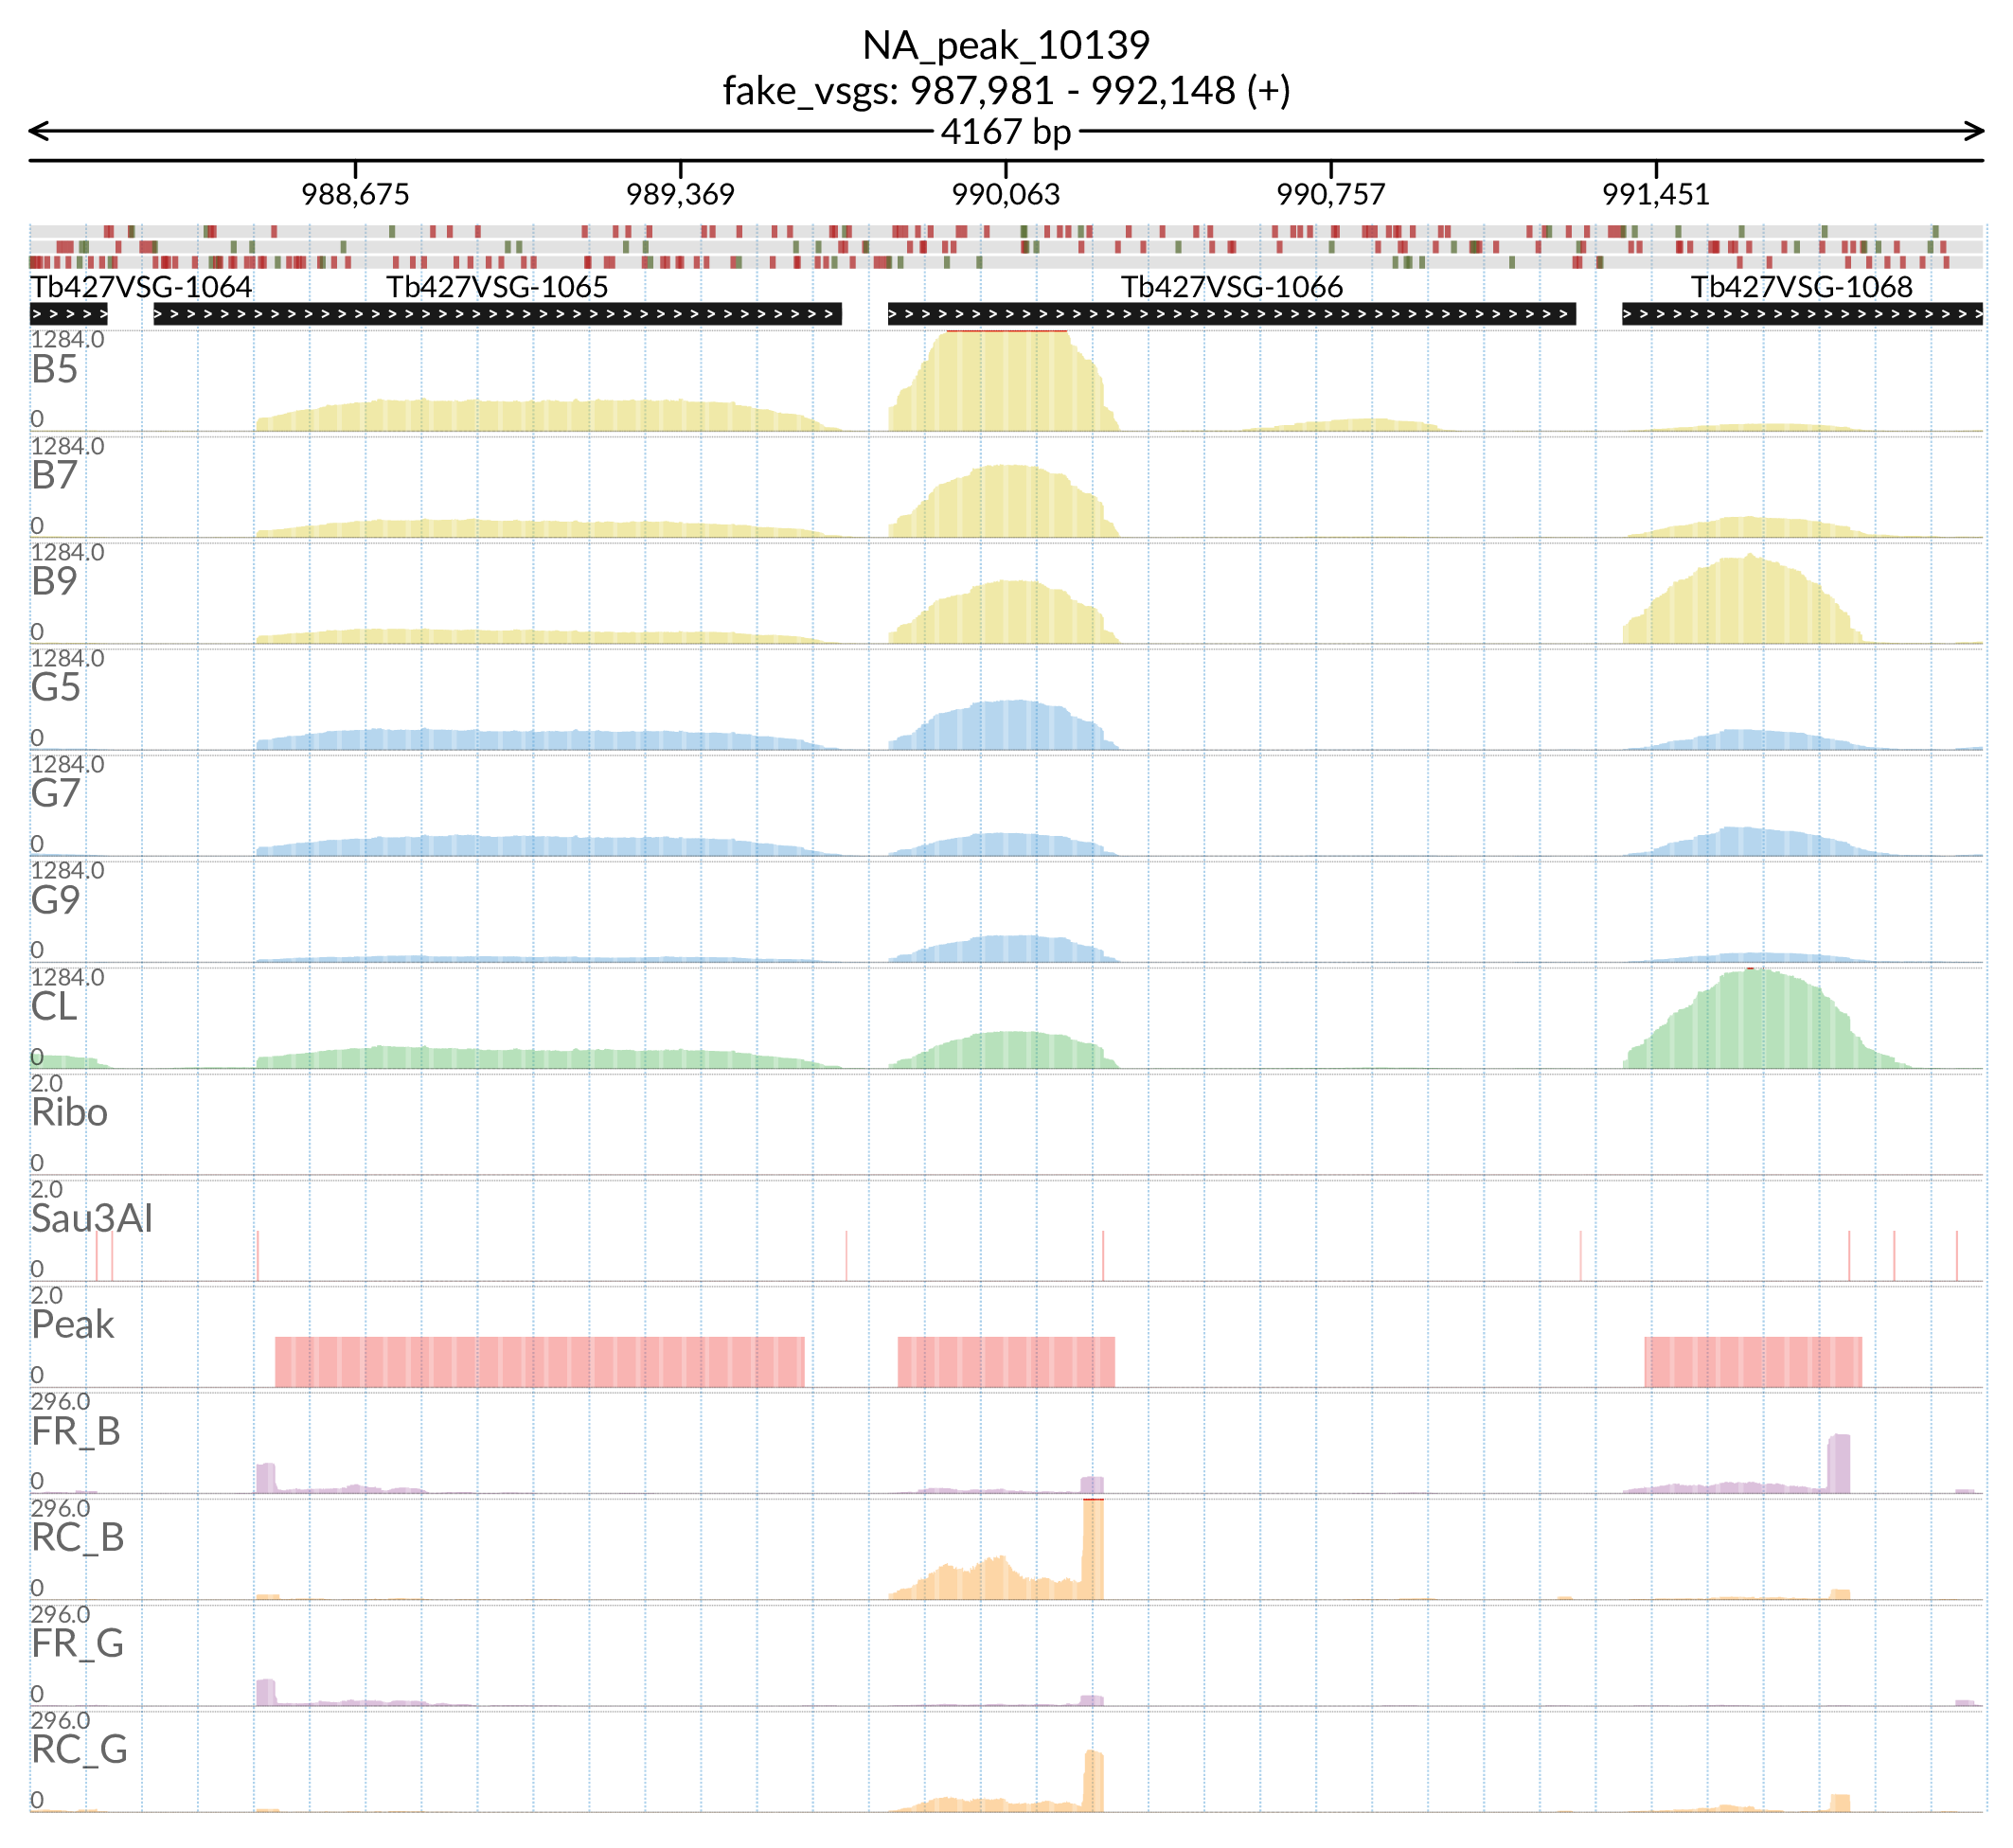 NA_peak_10139
fake_vsgs: 987,981 - 992,148 (+)
4167 bp
988,675 989,369 990,063 990,757 991,451
Tb427VSG-1064 Tb427VSG-1065 Tb427VSG-1066 Tb427VSG-1068
1284.0
B5
0
1284.0
B7
0
1284.0
B9
0
1284.0
G5
0
1284.0
G7
0
1284.0
G9
0
1284.0
CL
0
2.0
Ribo
0
2.0
Sau3AI
0
2.0
Peak
0
296.0
FR_B
0
296.0
RC_B
0
296.0
FR_G
0
296.0
RC_G
0